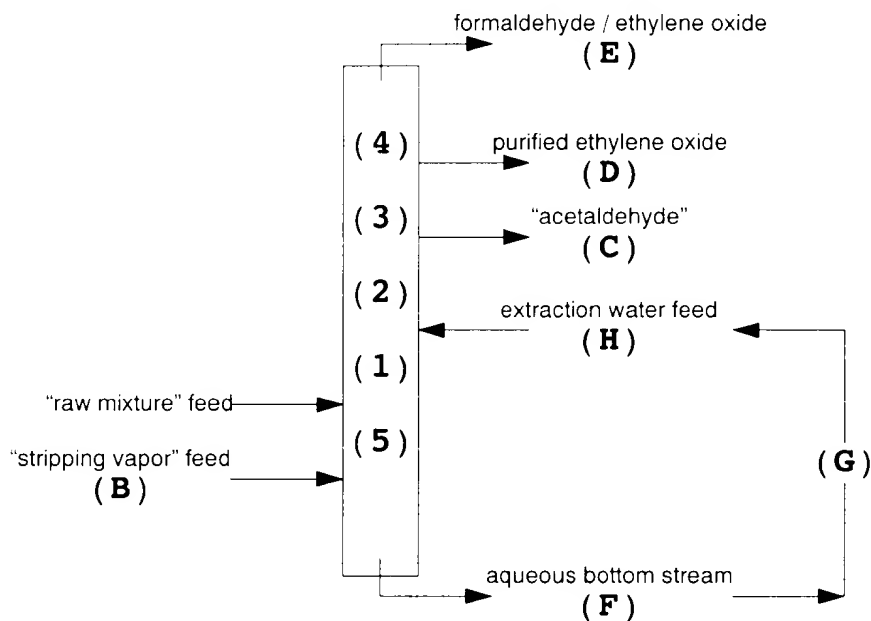 formaldehyde / ethylene oxide
(E)
(4)
purified ethylene oxide
(D)
(3)
"acetaldehyde"
(C)
(2)
extraction water feed
(H)
(1)
"raw mixture" feed
(5)
"stripping vapor" feed
(B)
(G)
aqueous bottom stream
(F)